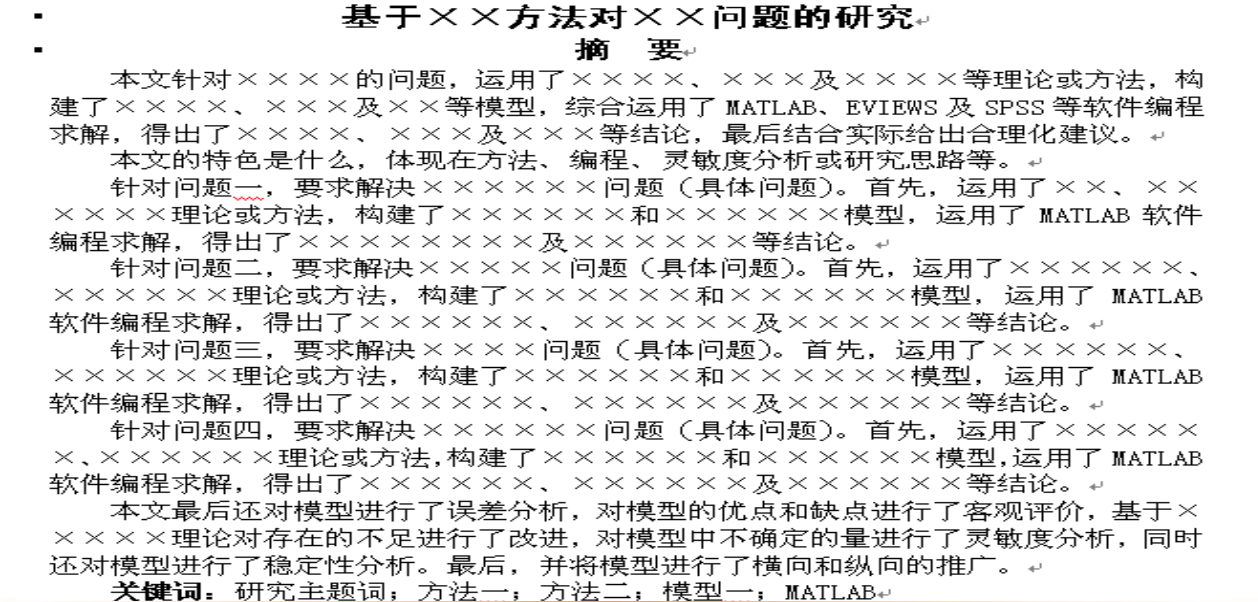 基于××方法对××问题的研究
摘 要
本文针对××××的问题，运用了××××、×××及××××等理论或方法，构
建了××××、×××及××等模型，综合运用了 MATLAB、EVIEWS 及 SPSS 等软件编程
求解，得出了××××、×××及×××等结论，最后结合实际给出合理化建议。
本文的特色是什么，体现在方法、编程、灵敏度分析或研究思路等。
针对问题一，要求解决××××××问题（具体问题）。首先，运用了××、××
××××理论或方法，构建了××××××和××××××模型，运用了 MATLAB 软件
编程求解，得出了××××××××及××××××等结论。
针对问题二，要求解决×××××问题（具体问题）。首先，运用了××××××、
××××××理论或方法，构建了××××××和××××××模型，运用了 MATLAB
软件编程求解，得出了××××××、××××××及××××××等结论。
针对问题三，要求解决××××问题（具体问题）。首先，运用了××××××、
××××××理论或方法，构建了××××××和××××××模型，运用了 MATLAB
软件编程求解，得出了××××××、××××××及××××××等结论。
针对问题四，要求解决××××××问题（具体问题）。首先，运用了×××××
×、××××××理论或方法,构建了××××××和××××××模型,运用了 MATLAB
软件编程求解，得出了××××××、××××××及××××××等结论。
本文最后还对模型进行了误差分析，对模型的优点和缺点进行了客观评价，基于×
××××理论对存在的不足进行了改进，对模型中不确定的量进行了灵敏度分析，同时
还对模型进行了稳定性分析。最后，并将模型进行了横向和纵向的推广。
关键词：研究主题词；方法一；方法二；模型一；MATLAB